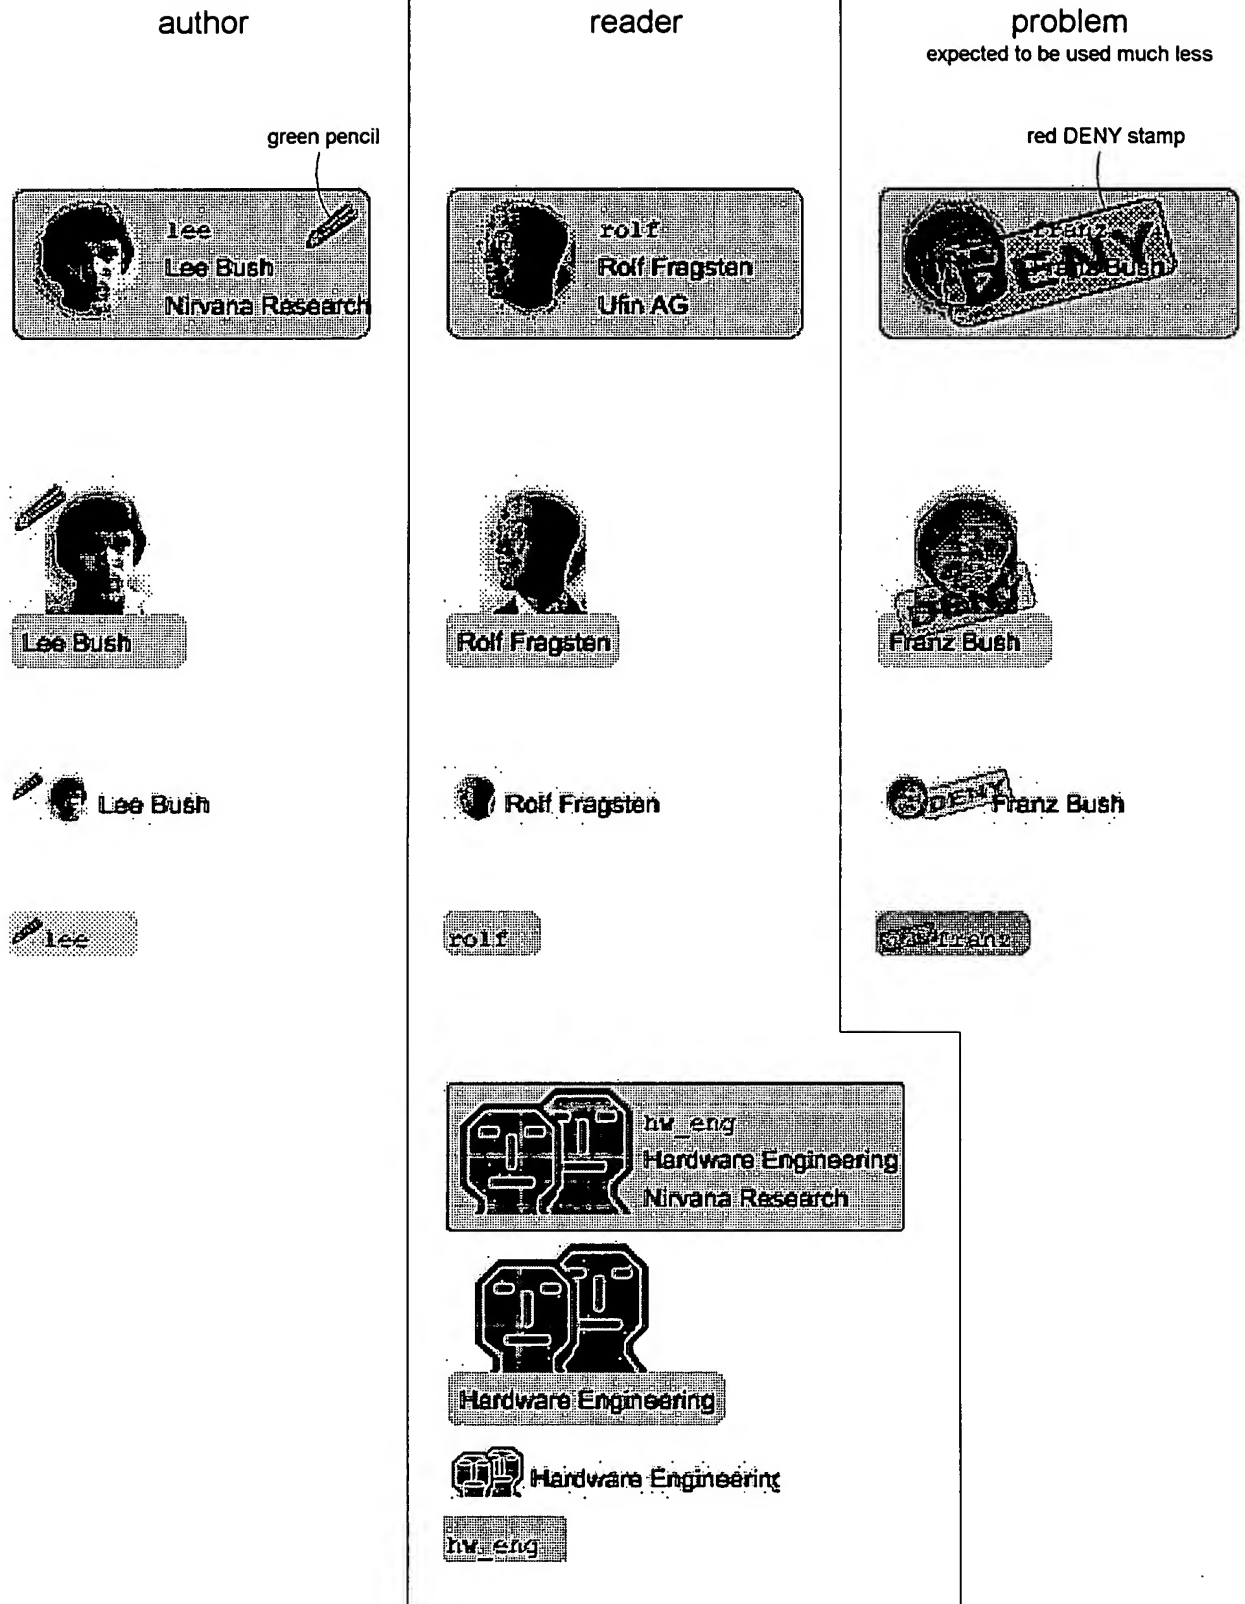 author
green pencil
lee
Lee Bush
Nirvana Research
Lee Bush
Lee Bush
lee
reader
rolf
Rolf Fragsten
Ufin AG
Rolf Fragsten
Rolf Fragsten
rolf
hw_eng
Hardware Engineering
Nirvana Research
Hardware Engineering
Hardware Engineering
hw_eng
problem
expected to be used much less
red DENY stamp
franz
DENY
Franz Bush
DENY
Franz Bush
DENY
Franz Bush
franz